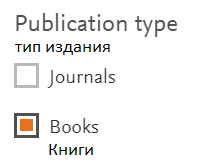 Publication type
тип издания
Journals
Books
Книги